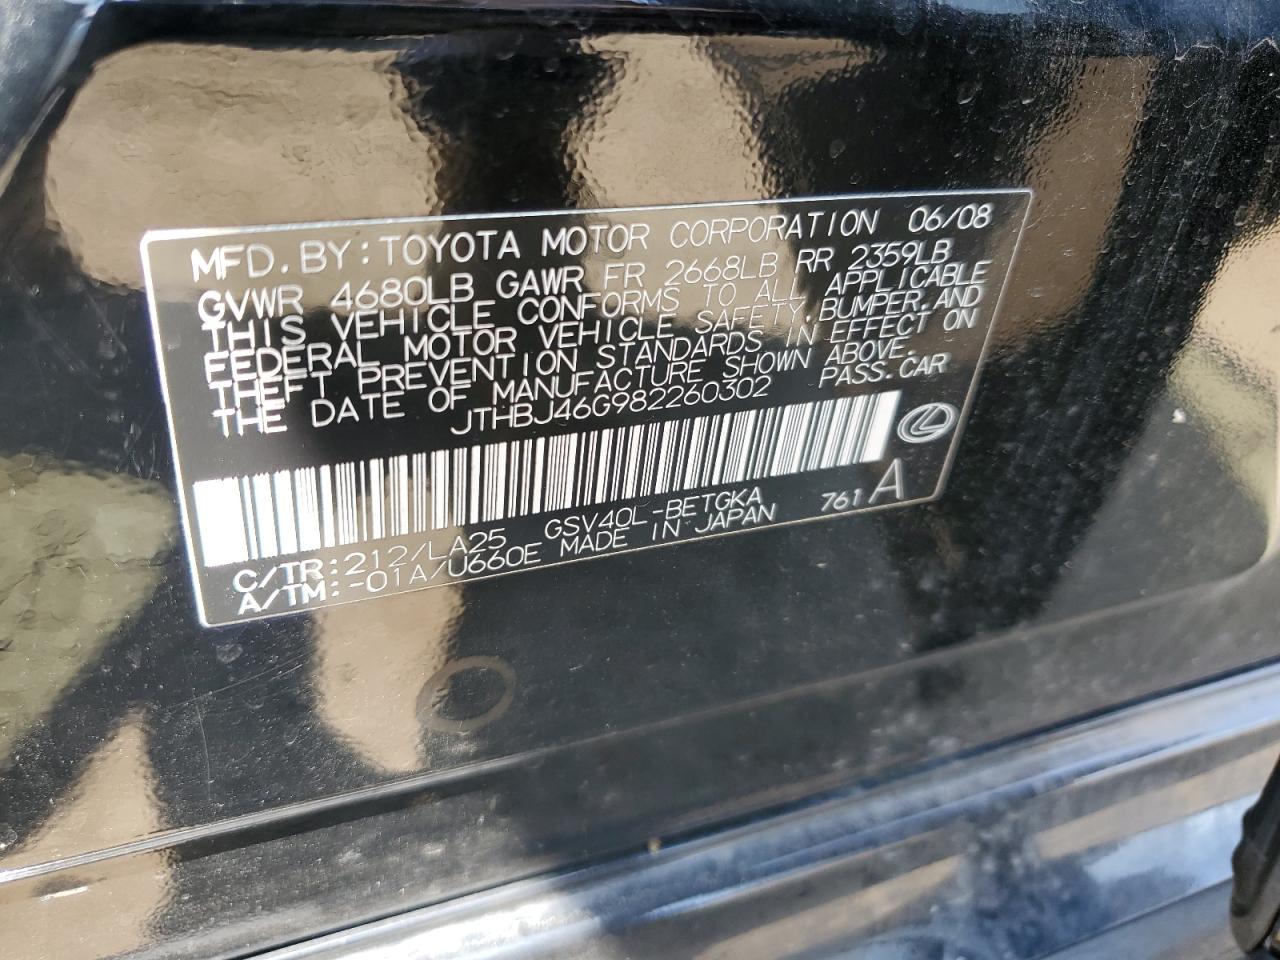 MFD. BY: TOYOTA MOTOR CORPORATION 06/08
GVWR 4680LB GAWR FR 2668LB RR 2359LB
THIS VEHICLE CONFORMS TO ALL APPLICABLE
FEDERAL MOTOR VEHICLE SAFETY, BUMPER, AND
THEFT PREVENTION STANDARDS IN EFFECT ON
THE DATE OF MANUFACTURE SHOWN ABOVE.
JTHBJ46G982260302 PASS. CAR
C/TR: 212/LA25 GSV40L-BETGKA 761 A
A/TM: -01A/U660E MADE IN JAPAN